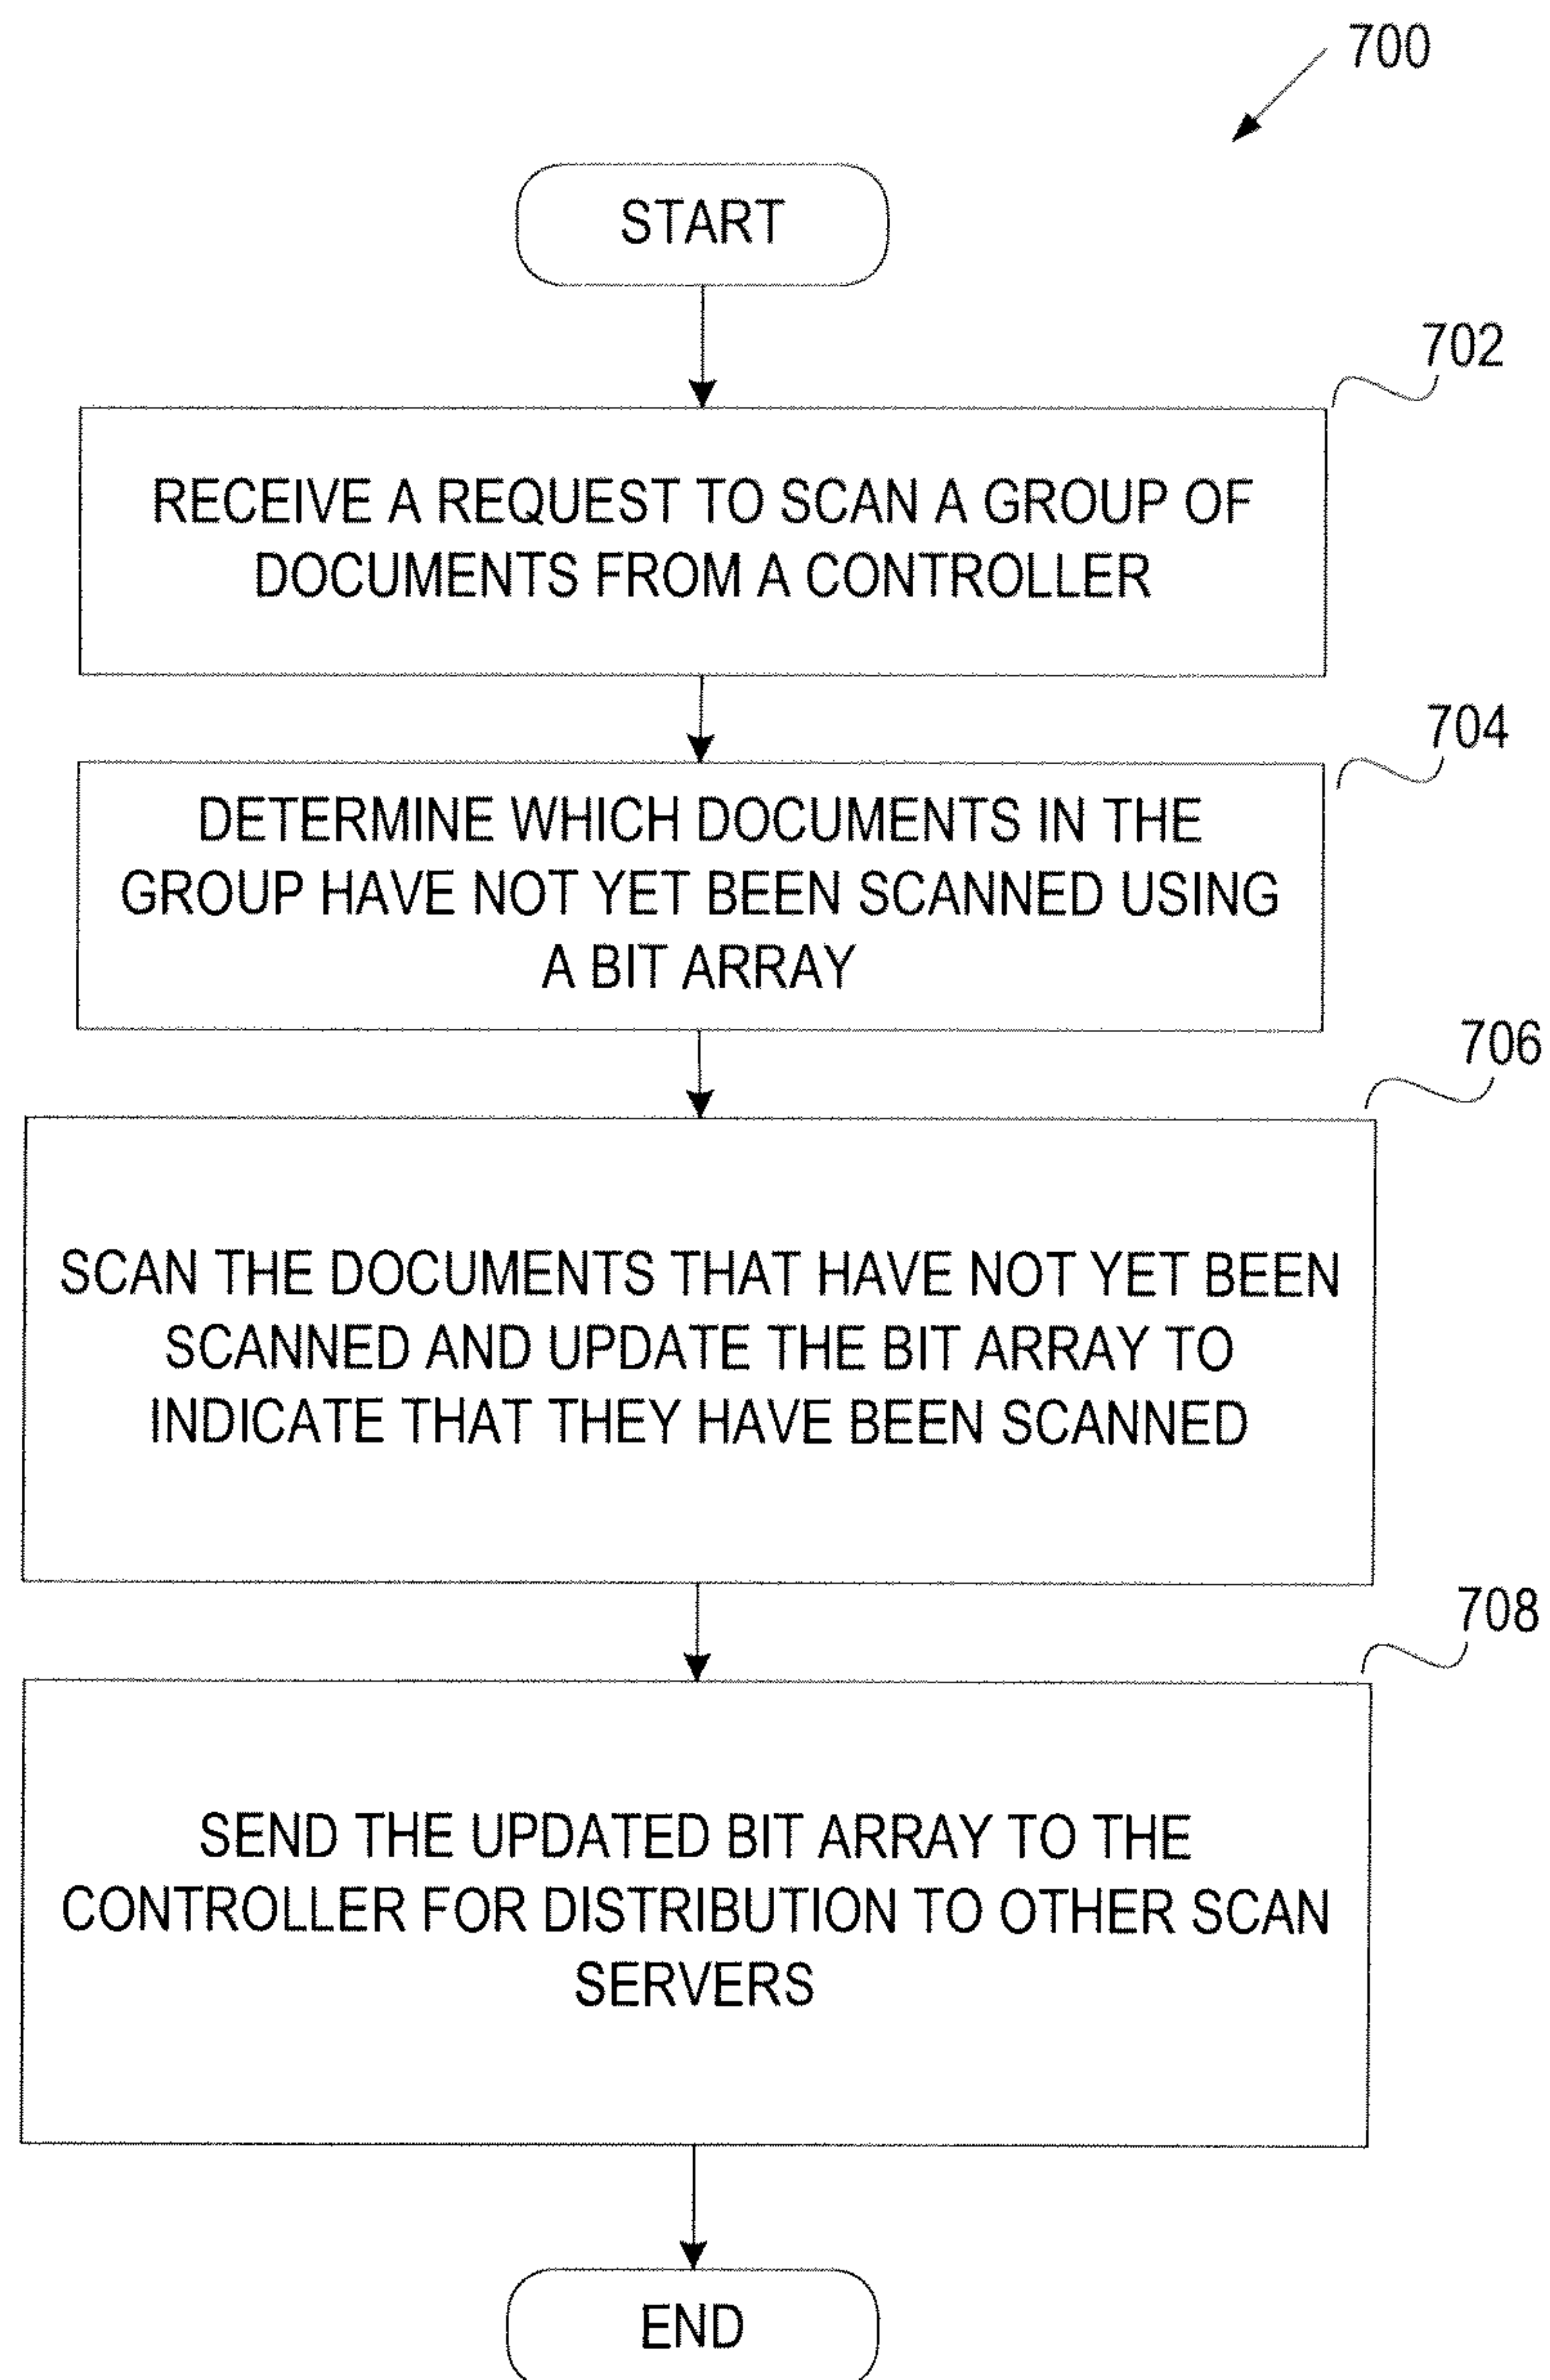 700
START
702
RECEIVE A REQUEST TO SCAN A GROUP OF
DOCUMENTS FROM A CONTROLLER
704
DETERMINE WHICH DOCUMENTS IN THE
GROUP HAVE NOT YET BEEN SCANNED USING
A BIT ARRAY
706
SCAN THE DOCUMENTS THAT HAVE NOT YET BEEN
SCANNED AND UPDATE THE BIT ARRAY TO
INDICATE THAT THEY HAVE BEEN SCANNED
708
SEND THE UPDATED BIT ARRAY TO THE
CONTROLLER FOR DISTRIBUTION TO OTHER SCAN
SERVERS
END